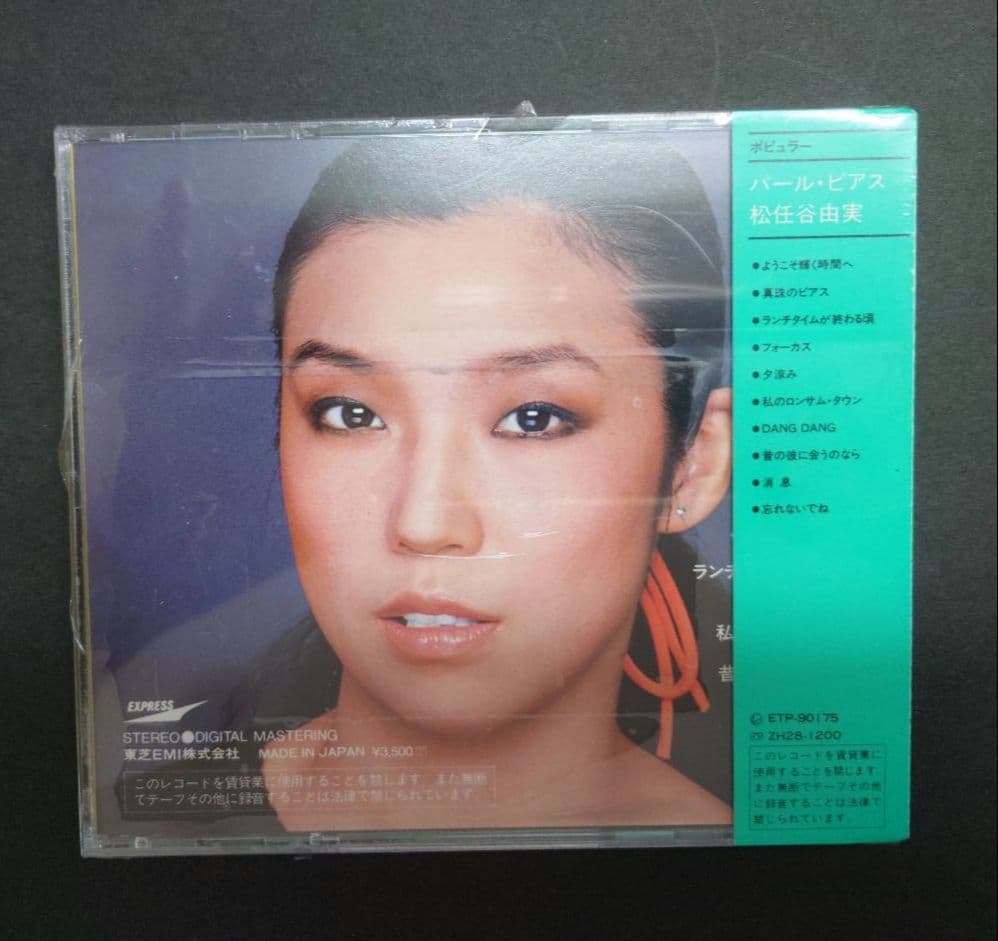 ポピュラー
パール・ピアス
松任谷由実
●ようこそ輝く時間へ
●真珠のピアス
●ランチタイムが終わる頃
●フォーカス
●夕涼み
●私のロンサム・タウン
●DANG DANG
●昔の彼に会うのなら
●消息
●忘れないでね
ラン
私
昔
EXPRESS
STEREO●DIGITAL MASTERING
東芝EMI株式会社 MADE IN JAPAN ¥3,500
このレコードを賃貸業に使用することを禁じます。また無断
でテープその他に録音することは法律で禁じられています。
ETP-90175
ZH28-1200
このレコードを賃貸業に
使用することを禁じます。
また無断でテープその他
に録音することは法律で
禁じられています。